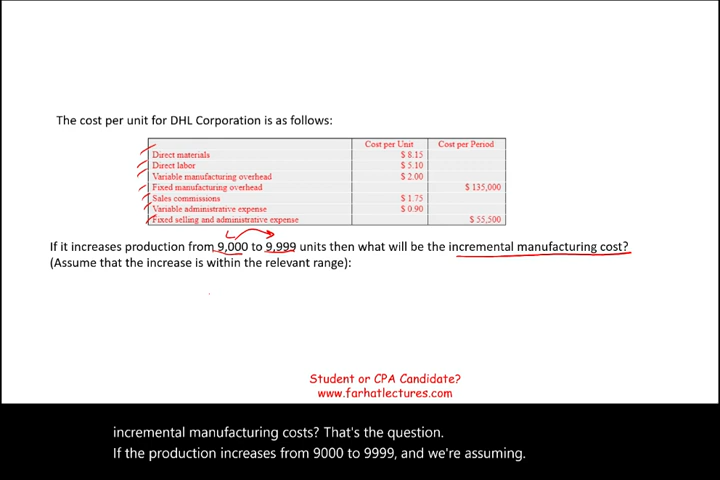 The cost per unit for DHL Corporation is as follows:
Cost per Unit Cost per Period
Direct materials $ 8.15
Direct labor $ 5.10
Variable manufacturing overhead $ 2.00
Fixed manufacturing overhead $ 135,000
Sales commissions $ 1.75
Variable administrative expense $ 0.90
Fixed selling and administrative expense $ 55,500
If it increases production from 9,000 to 9,999 units then what will be the incremental manufacturing cost?
(Assume that the increase is within the relevant range):
Student or CPA Candidate?
www.farhatlectures.com
incremental manufacturing costs? That's the question.
If the production increases from 9000 to 9999, and we're assuming.